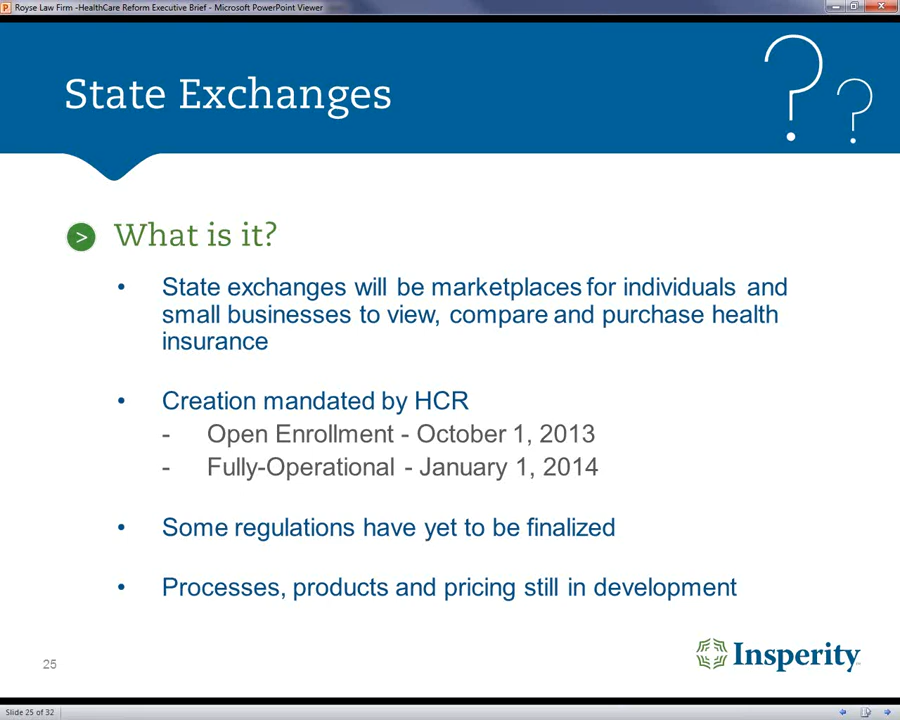 Royse Law Firm -HealthCare Reform Executive Brief - Microsoft PowerPoint Viewer
State Exchanges
? ?
> What is it?
• State exchanges will be marketplaces for individuals and
small businesses to view, compare and purchase health
insurance
• Creation mandated by HCR
- Open Enrollment - October 1, 2013
- Fully-Operational - January 1, 2014
• Some regulations have yet to be finalized
• Processes, products and pricing still in development
25
Insperity
Slide 25 of 32